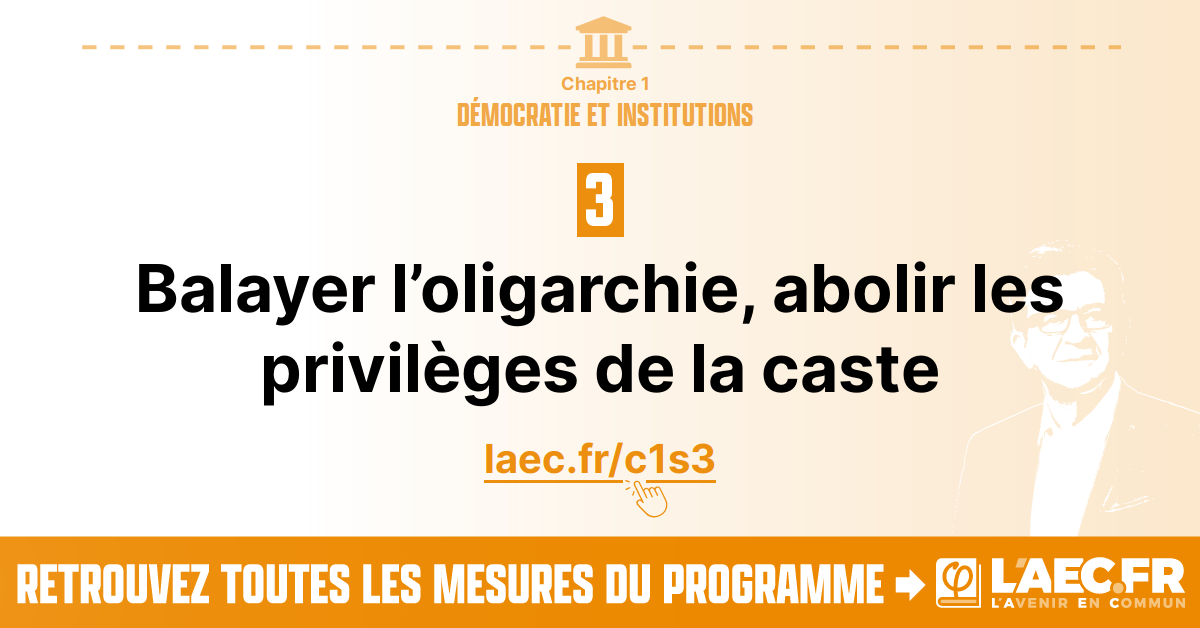 Chapitre 1
DÉMOCRATIE ET INSTITUTIONS
3
Balayer l’oligarchie, abolir les
privilèges de la caste
laec.fr/c1s3
RETROUVEZ TOUTES LES MESURES DU PROGRAMME
φ L'AEC.FR
L'AVENIR EN COMMUN